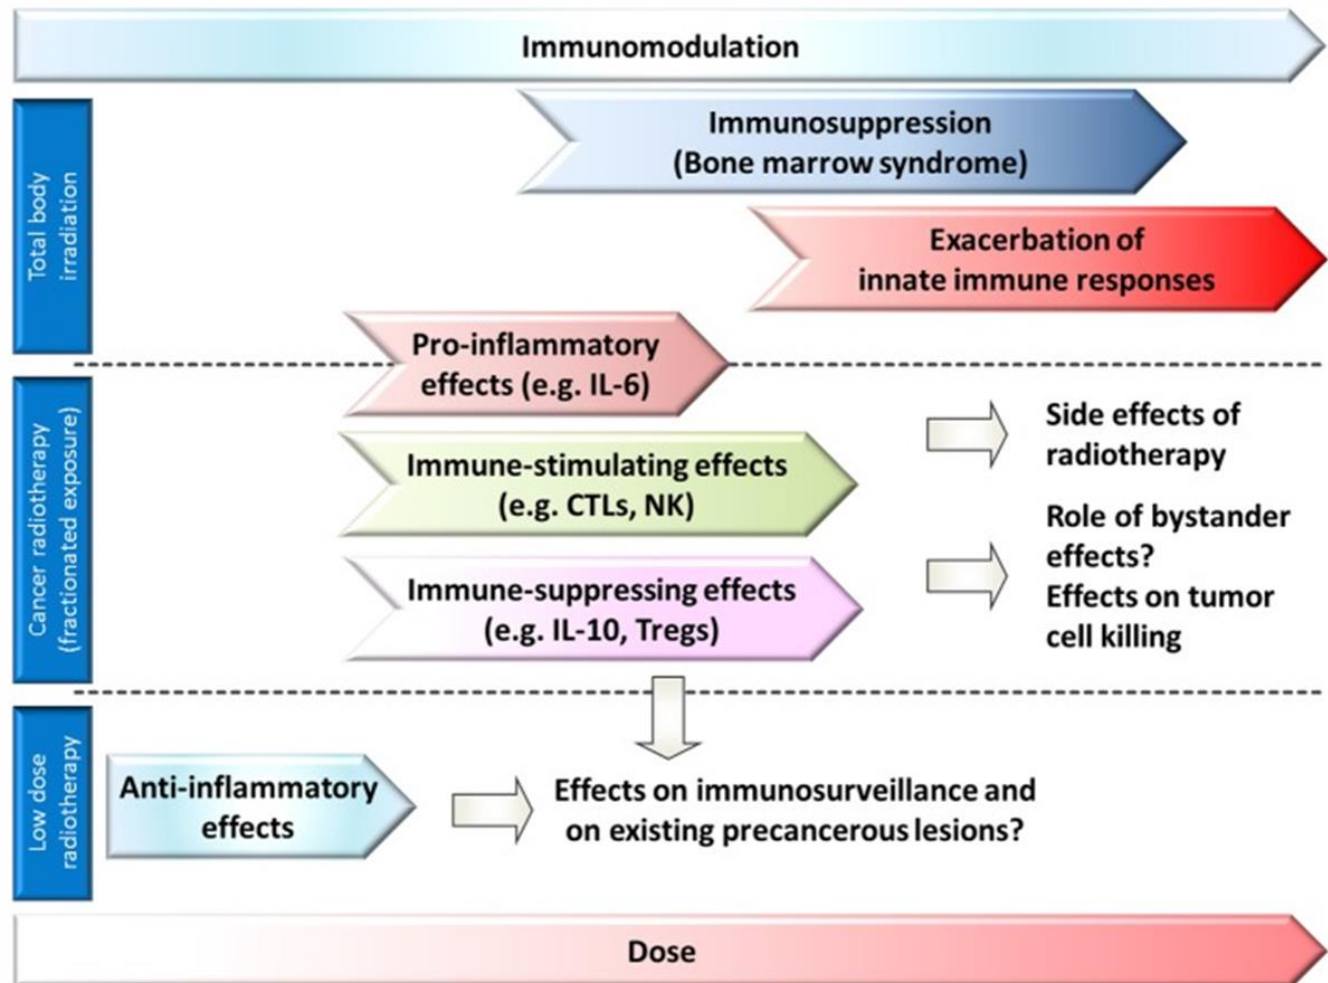 Immunomodulation
Total body
irradiation
Immunosuppression
(Bone marrow syndrome)
Exacerbation of
innate immune responses
Pro-inflammatory
effects (e.g. IL-6)
Cancer radiotherapy
(fractionated exposure)
Immune-stimulating effects
(e.g. CTLs, NK)
Immune-suppressing effects
(e.g. IL-10, Tregs)
Side effects of
radiotherapy
Role of bystander
effects?
Effects on tumor
cell killing
Low dose
radiotherapy
Anti-inflammatory
effects
Effects on immunosurveillance and
on existing precancerous lesions?
Dose